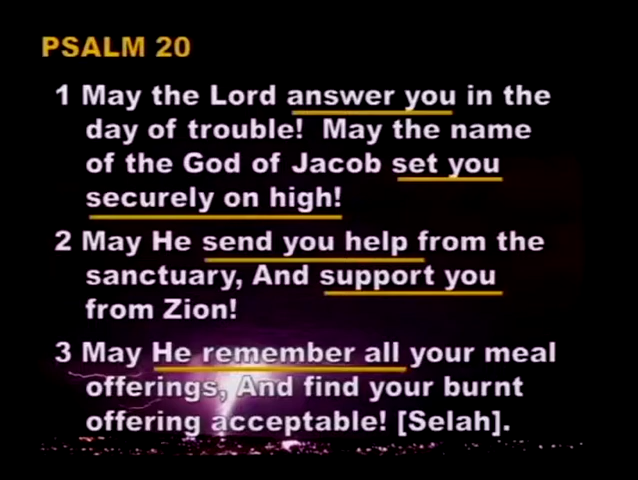 PSALM 20
1 May the Lord answer you in the
day of trouble! May the name
of the God of Jacob set you
securely on high!
2 May He send you help from the
sanctuary, And support you
from Zion!
3 May He remember all your meal
offerings, And find your burnt
offering acceptable! [Selah].